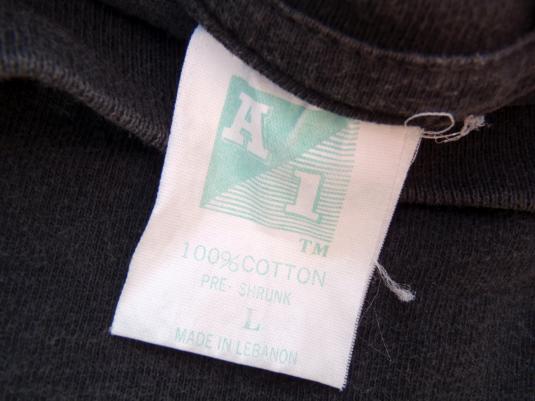 A
1
TM
100% COTTON
PRE-SHRUNK
L
MADE IN LEBANON